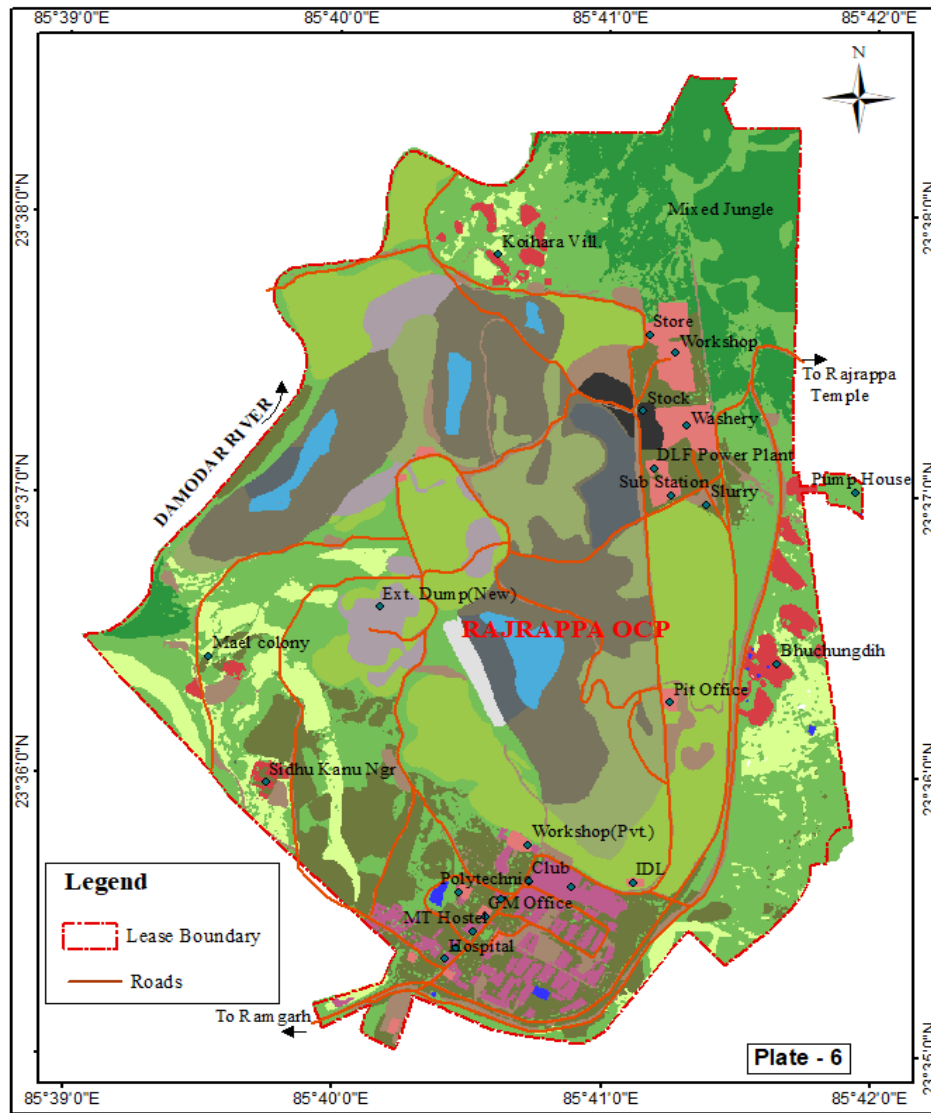 85°39'0"E 85°40'0"E 85°41'0"E 85°42'0"E
N
23°38'0"N 23°38'0"N
Mixed Jungle
Koihara Vill.
Store
Workshop
To Rajrappa
Temple
Stock
Washery
DAMODAR RIVER
DLF Power Plant
Sub Station
Pump House
Slurry
23°37'0"N 23°37'0"N
Ext. Dump(New)
RAJRAPPA OCP
Mael colony
Bhuchungdih
Pit Office
23°36'0"N 23°36'0"N
Sidhu Kanu Ngr
Workshop(Pvt.)
Club
IDL
Polytechnic
GM Office
MT Hostel
Hospital
Legend
Lease Boundary
Roads
To Ramgarh
Plate - 6
23°35'0"N
85°39'0"E 85°40'0"E 85°41'0"E 85°42'0"E